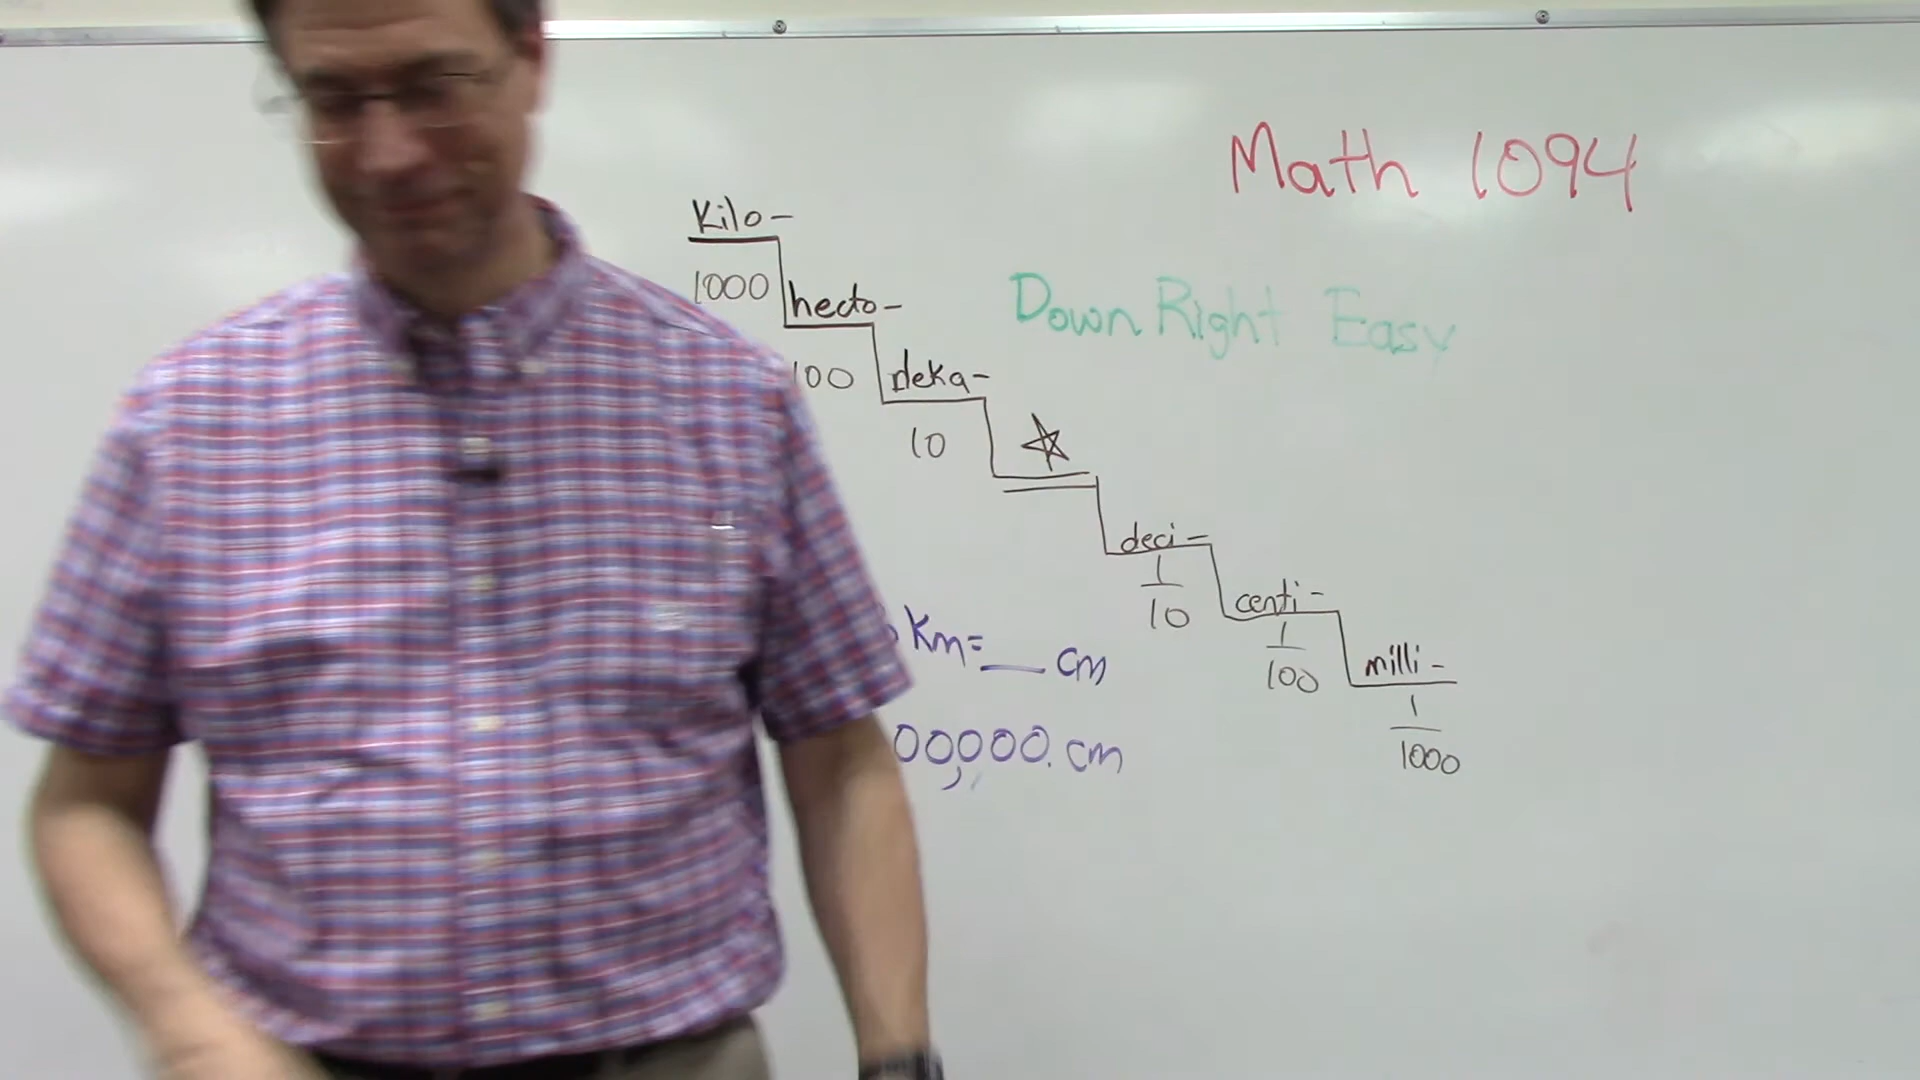 Math 1094
Kilo-
1000
hecto-
100
Down Right Easy
deka-
10
deci-
1/10
centi-
1/100
milli-
1/1000
Km=___ cm
00,000. cm